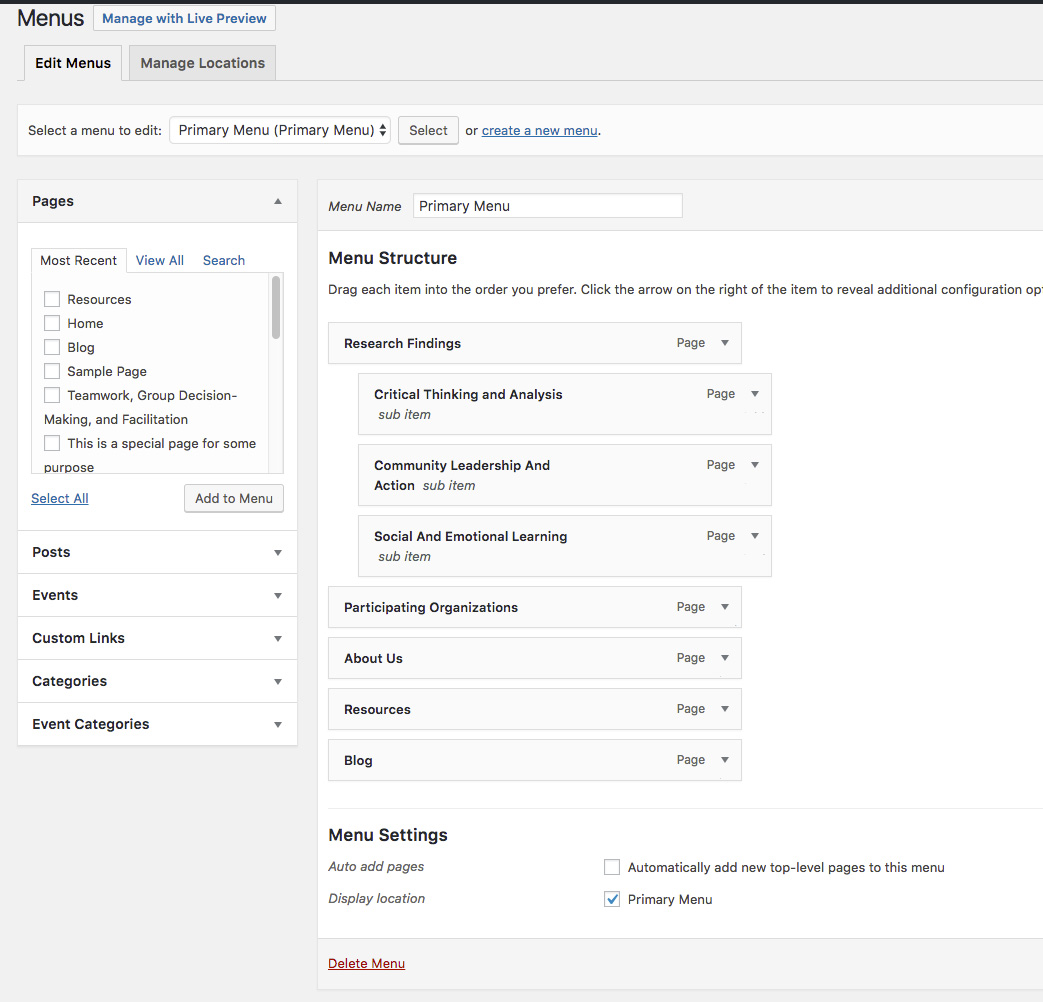 Menus Manage with Live Preview
Edit Menus Manage Locations
Select a menu to edit: Primary Menu (Primary Menu) Select or create a new menu.
Pages
Most Recent View All Search
Resources
Home
Blog
Sample Page
Teamwork, Group Decision-
Making, and Facilitation
This is a special page for some
purpose
Select All Add to Menu
Posts
Events
Custom Links
Categories
Event Categories
Menu Name Primary Menu
Menu Structure
Drag each item into the order you prefer. Click the arrow on the right of the item to reveal additional configuration opt
Research Findings Page
Critical Thinking and Analysis Page
sub item
Community Leadership And Page
Action sub item
Social And Emotional Learning Page
sub item
Participating Organizations Page
About Us Page
Resources Page
Blog Page
Menu Settings
Auto add pages Automatically add new top-level pages to this menu
Display location Primary Menu
Delete Menu